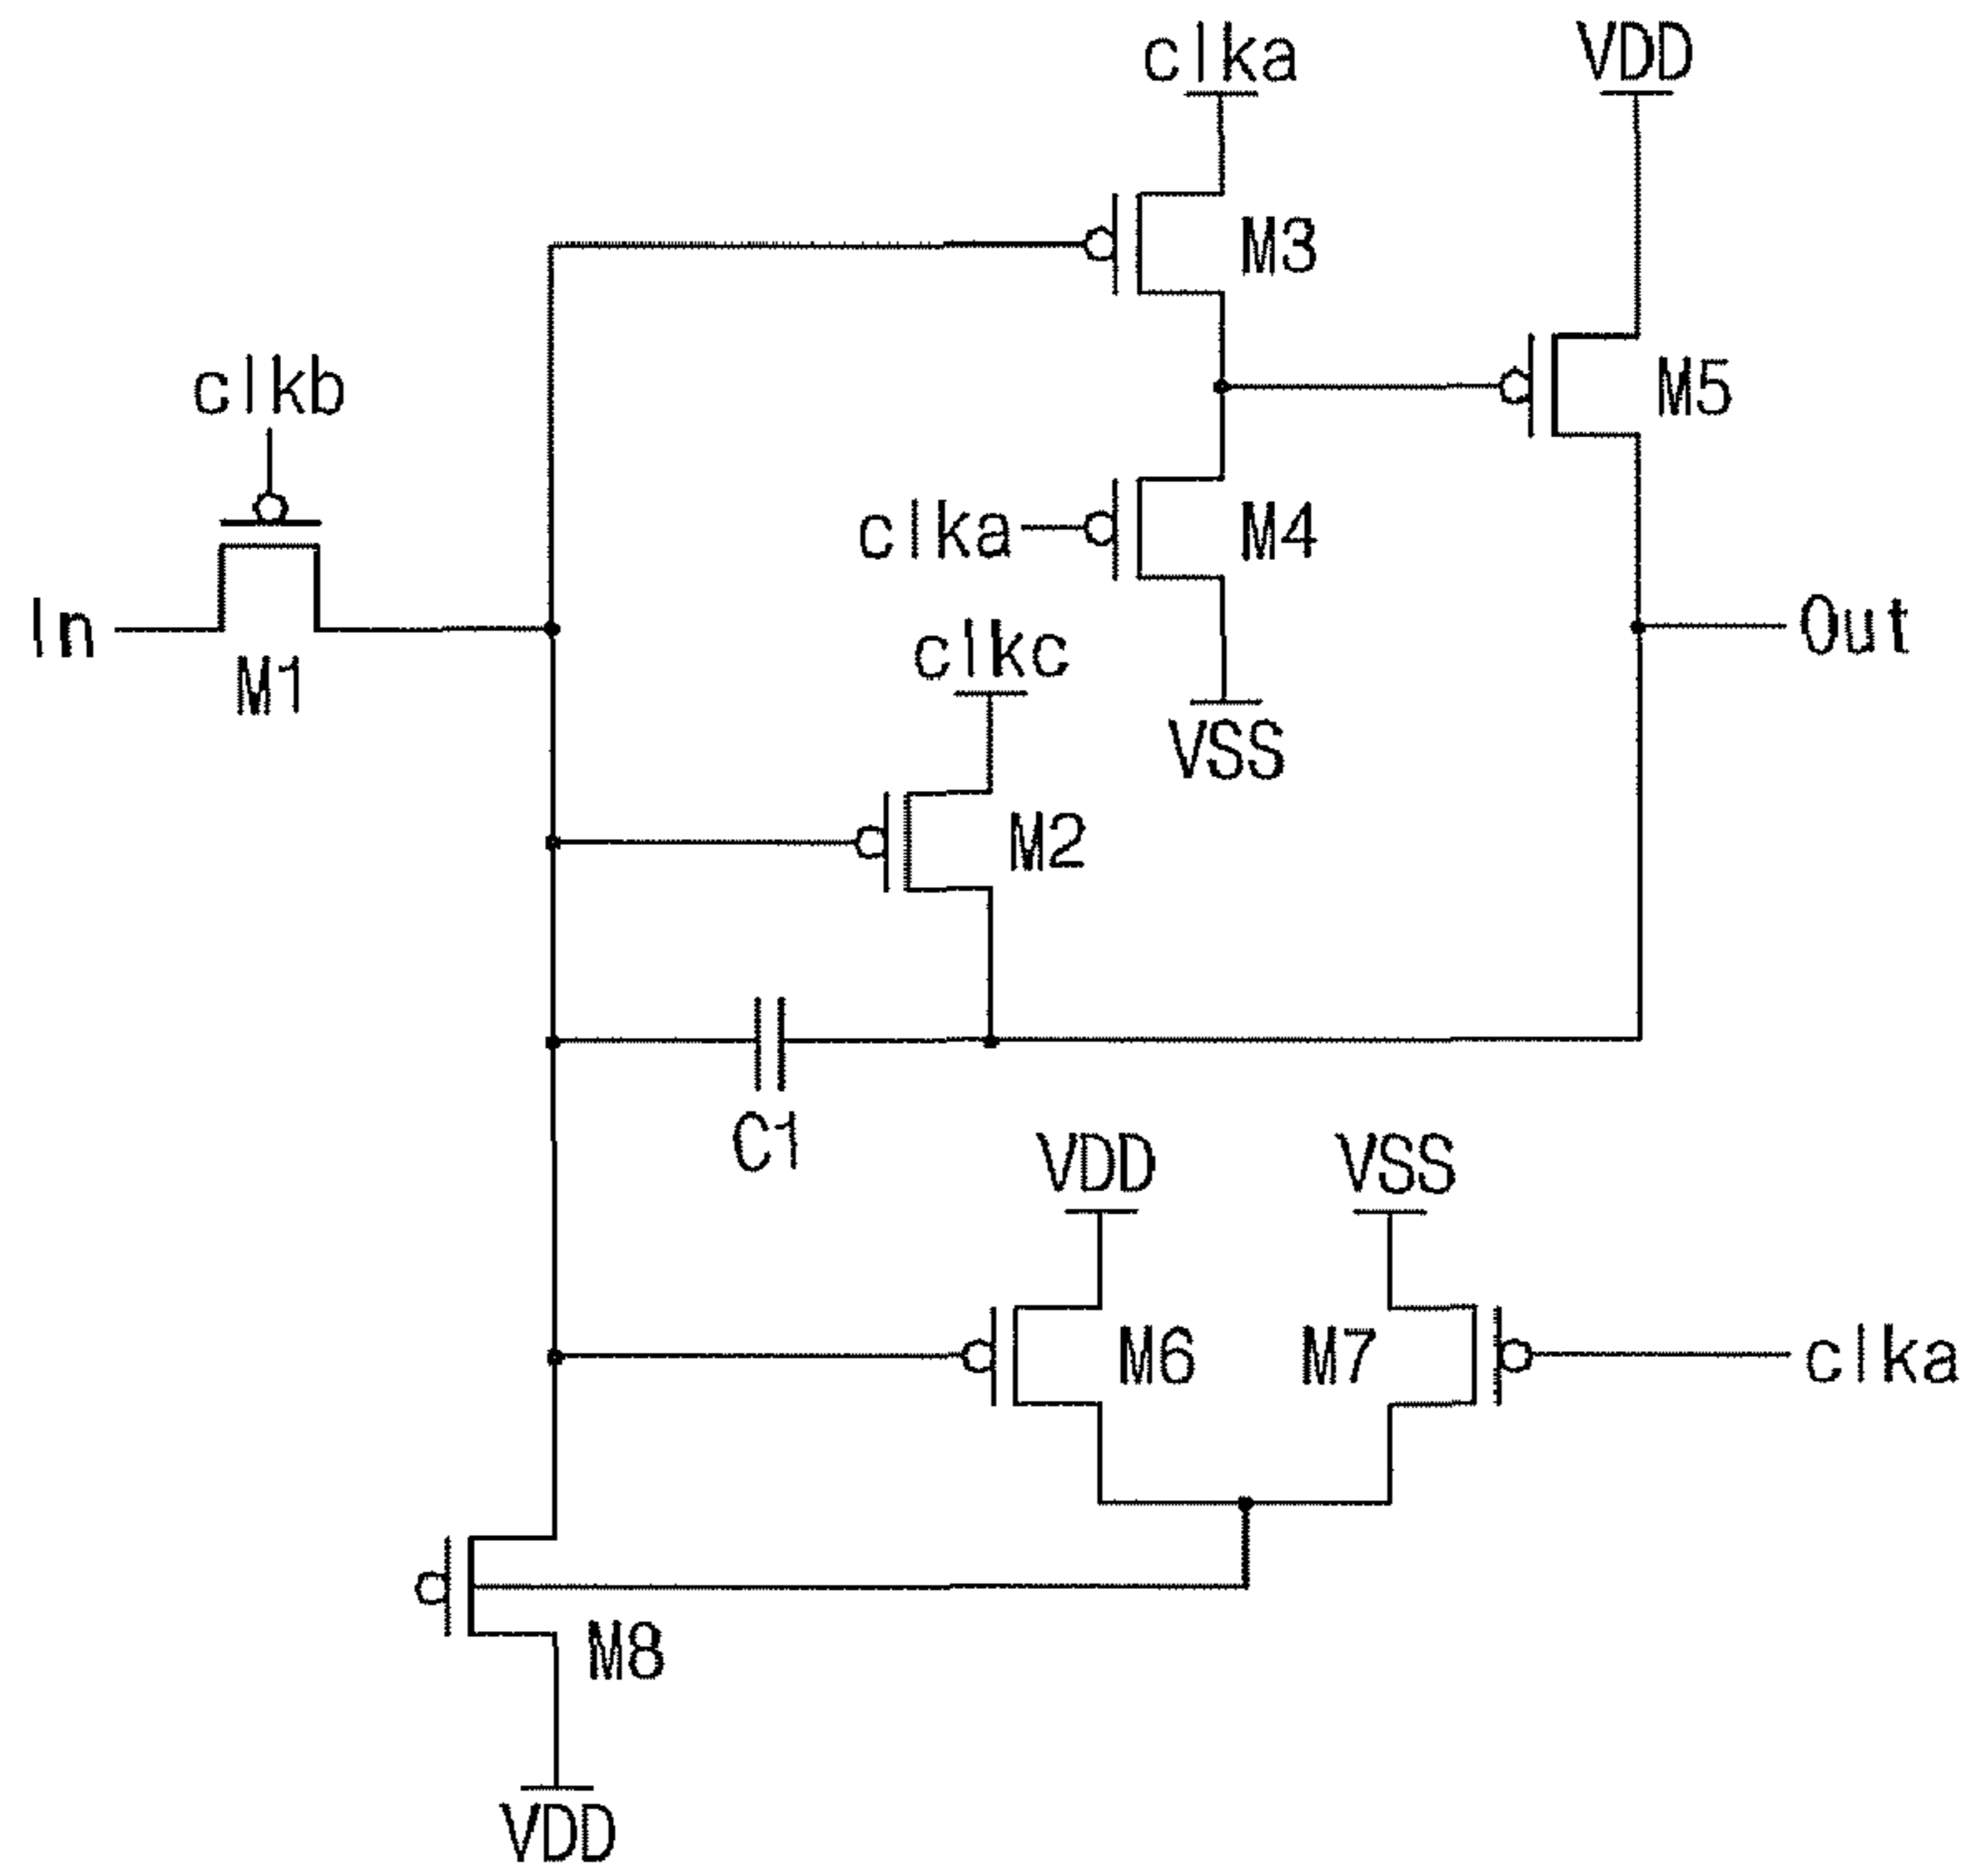 clka
VDD
M3
clkb
M5
clka
M4
In
Out
clkc
M1
VSS
M2
C1
VDD
VSS
M6
M7
clka
M8
VDD